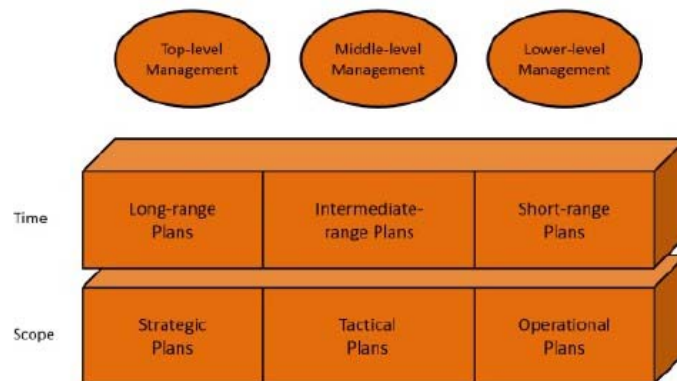 Top-level
Management
Middle-level
Management
Lower-level
Management
Time
Long-range
Plans
Intermediate-
range Plans
Short-range
Plans
Scope
Strategic
Plans
Tactical
Plans
Operational
Plans